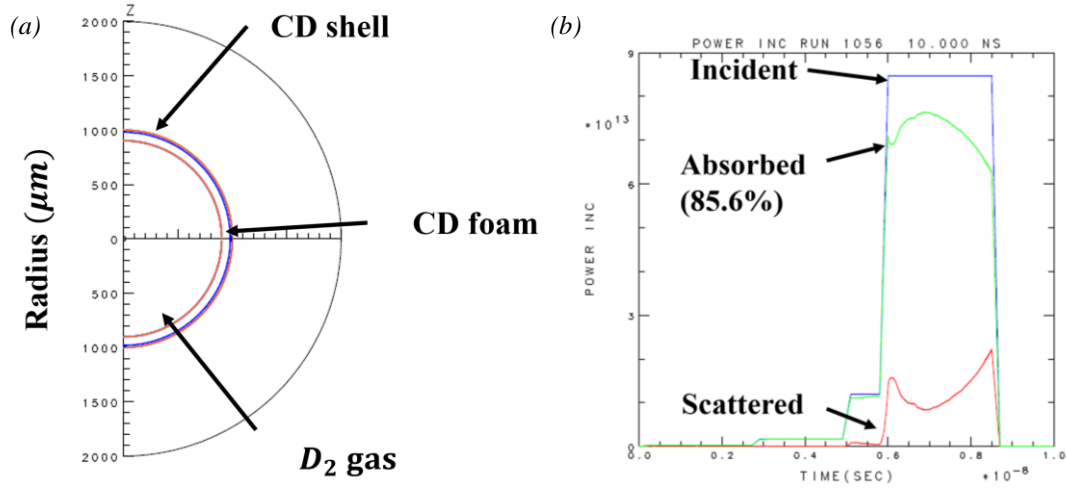 (a)
Z
CD shell
2000
1500
1000
500
0
500
1000
1500
2000
Radius (μm)
CD foam
D₂ gas
(b)
POWER INC RUN 1056 10.000 NS
9
*10¹³
6
3
0
POWER INC
Incident
Absorbed
(85.6%)
Scattered
0.0 0.2 0.4 0.6 0.8 1.0
TIME(SEC) *10⁻⁸